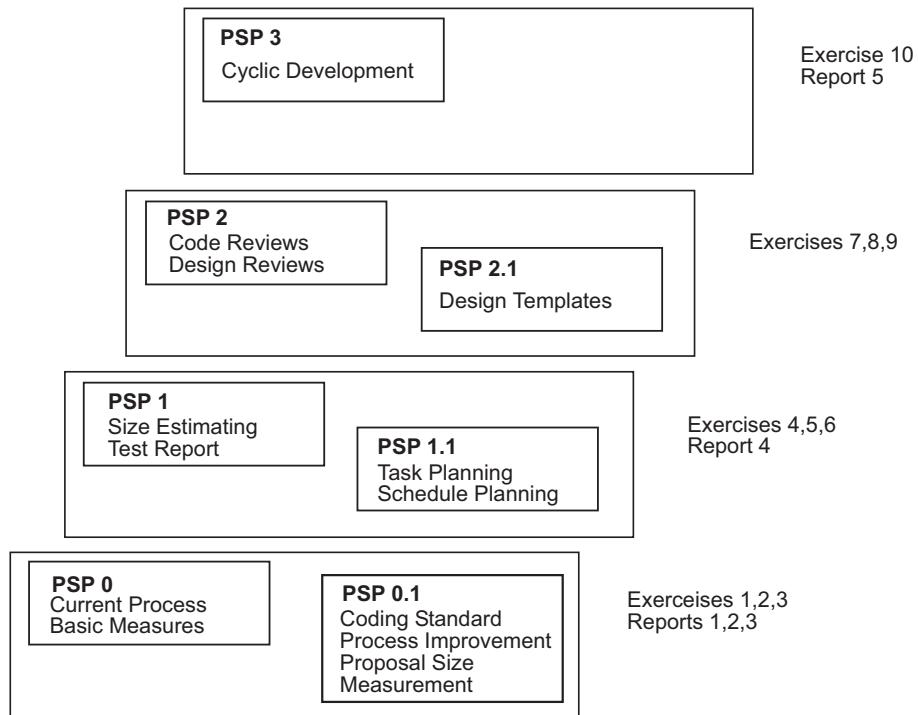 PSP 3
Cyclic Development
Exercise 10
Report 5
PSP 2
Code Reviews
Design Reviews
PSP 2.1
Design Templates
Exercises 7,8,9
PSP 1
Size Estimating
Test Report
PSP 1.1
Task Planning
Schedule Planning
Exercises 4,5,6
Report 4
PSP 0
Current Process
Basic Measures
PSP 0.1
Coding Standard
Process Improvement
Proposal Size
Measurement
Exerceises 1,2,3
Reports 1,2,3